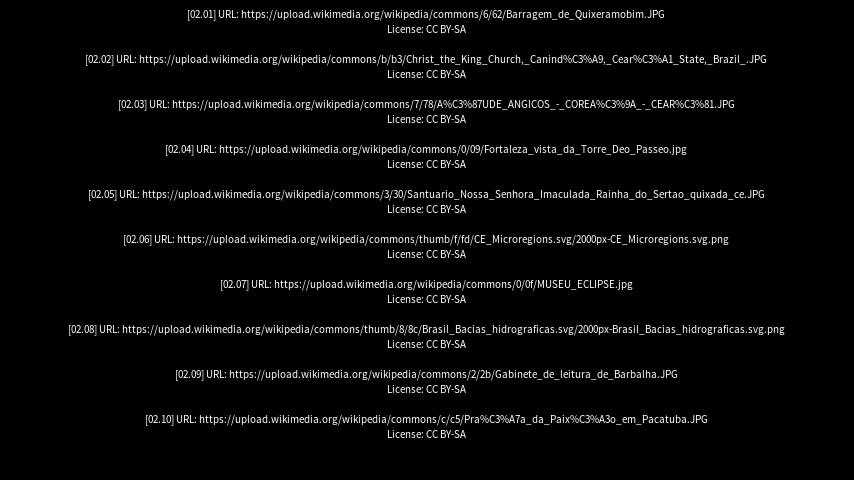 [02.01] URL: https://upload.wikimedia.org/wikipedia/commons/6/62/Barragem_de_Quixeramobim.JPG
License: CC BY-SA
[02.02] URL: https://upload.wikimedia.org/wikipedia/commons/b/b3/Christ_the_King_Church,_Canind%C3%A9,_Cear%C3%A1_State,_Brazil_.JPG
License: CC BY-SA
[02.03] URL: https://upload.wikimedia.org/wikipedia/commons/7/78/A%C3%87UDE_ANGICOS_-_COREA%C3%9A_-_CEAR%C3%81.JPG
License: CC BY-SA
[02.04] URL: https://upload.wikimedia.org/wikipedia/commons/0/09/Fortaleza_vista_da_Torre_Deo_Passeo.jpg
License: CC BY-SA
[02.05] URL: https://upload.wikimedia.org/wikipedia/commons/3/30/Santuario_Nossa_Senhora_Imaculada_Rainha_do_Sertao_quixada_ce.JPG
License: CC BY-SA
[02.06] URL: https://upload.wikimedia.org/wikipedia/commons/thumb/f/fd/CE_Microregions.svg/2000px-CE_Microregions.svg.png
License: CC BY-SA
[02.07] URL: https://upload.wikimedia.org/wikipedia/commons/0/0f/MUSEU_ECLIPSE.jpg
License: CC BY-SA
[02.08] URL: https://upload.wikimedia.org/wikipedia/commons/thumb/8/8c/Brasil_Bacias_hidrograficas.svg/2000px-Brasil_Bacias_hidrograficas.svg.png
License: CC BY-SA
[02.09] URL: https://upload.wikimedia.org/wikipedia/commons/2/2b/Gabinete_de_leitura_de_Barbalha.JPG
License: CC BY-SA
[02.10] URL: https://upload.wikimedia.org/wikipedia/commons/c/c5/Pra%C3%A7a_da_Paix%C3%A3o_em_Pacatuba.JPG
License: CC BY-SA